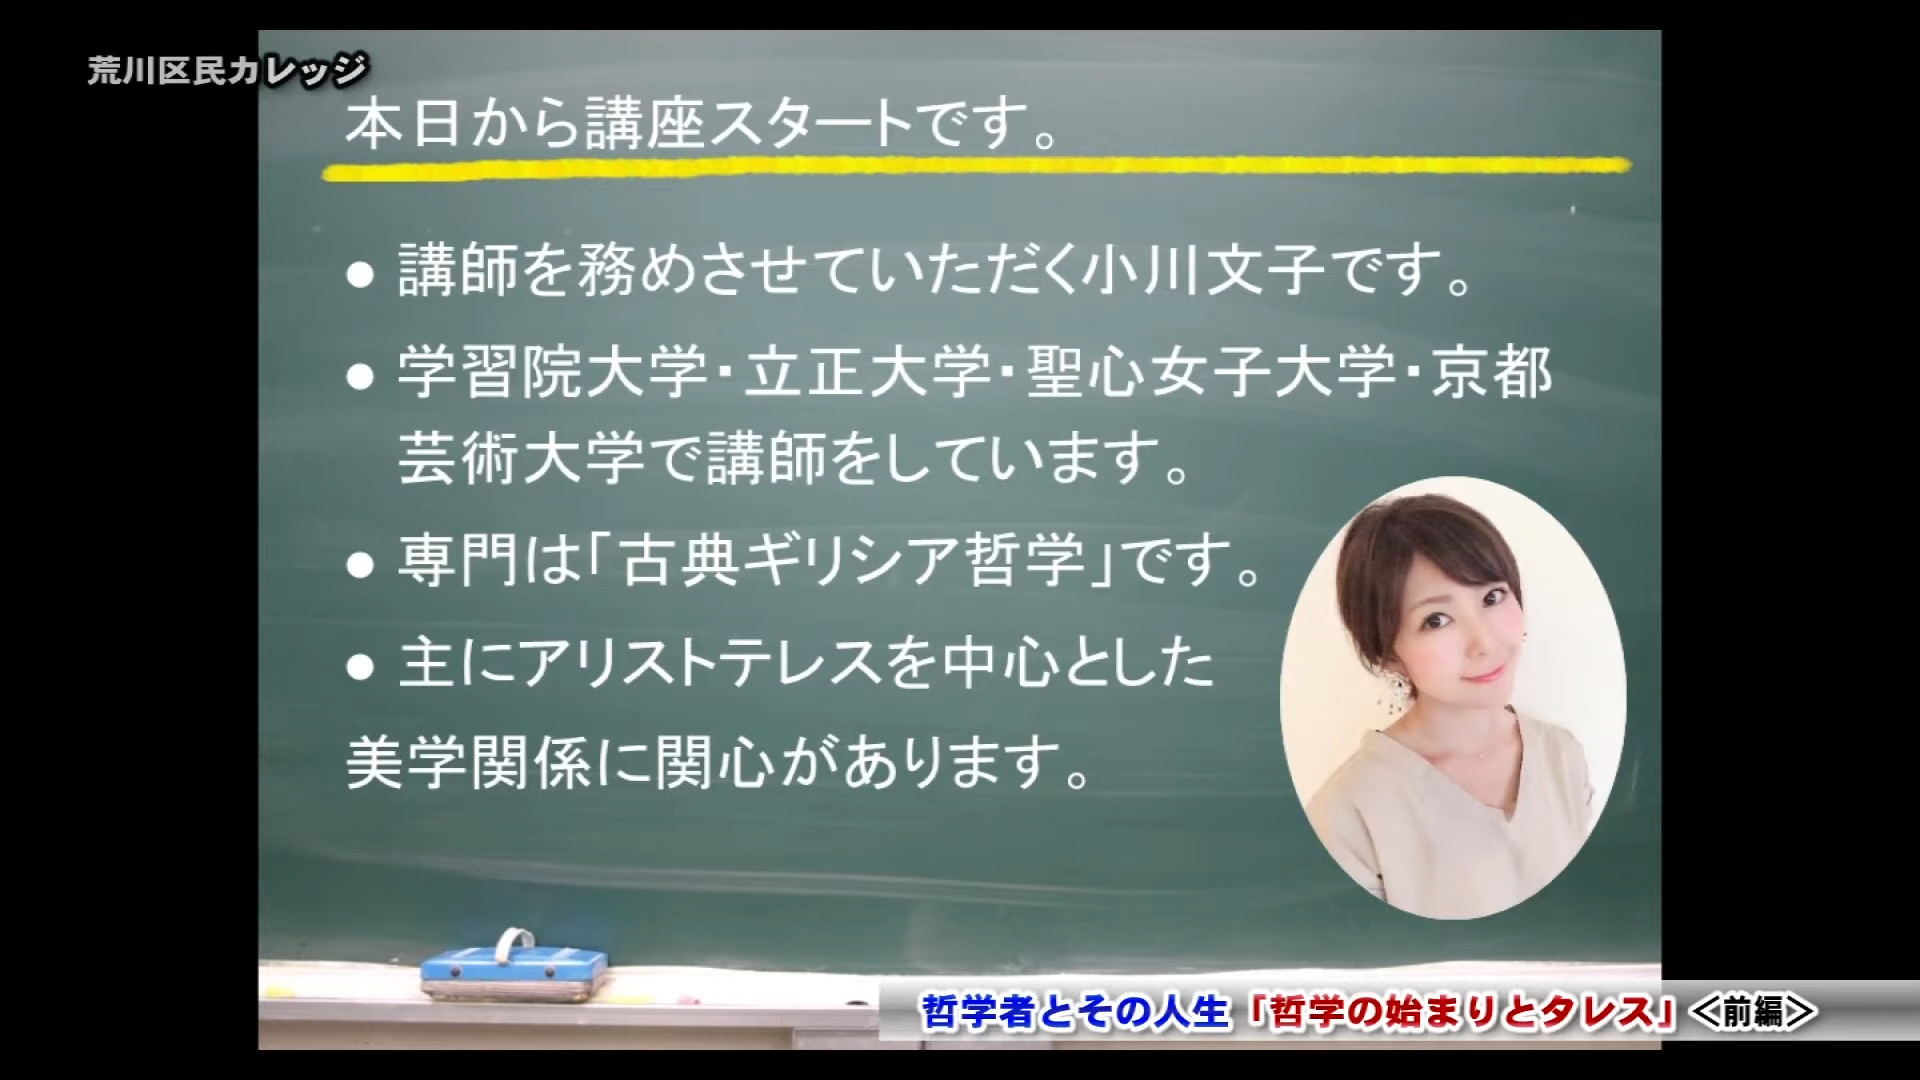 荒川区民カレッジ
本日から講座スタートです。
● 講師を務めさせていただく小川文子です。
● 学習院大学・立正大学・聖心女子大学・京都
芸術大学で講師をしています。
● 専門は「古典ギリシア哲学」です。
● 主にアリストテレスを中心とした
美学関係に関心があります。
哲学者とその人生「哲学の始まりとタレス」＜前編＞